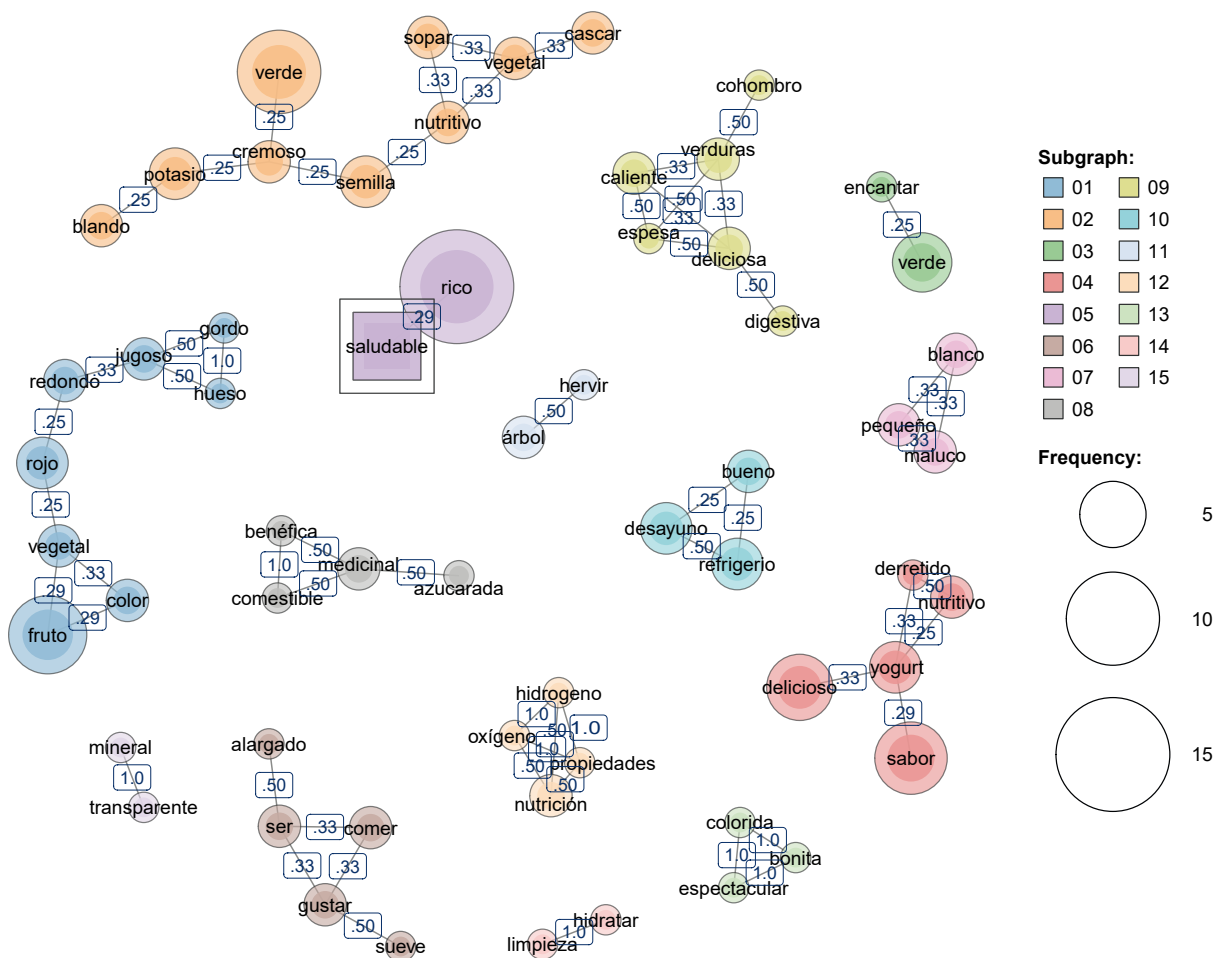 sopar
.33
vegetal
.33
cascar
verde
.33
.33
nutritivo
.25
cremoso
.25
.25
.25
semilla
potasio
.25
blando
cohombro
.50
verduras
.33
caliente
.50
.50
.33
.33
espesa
.50
deliciosa
.50
digestiva
encantar
.25
verde
rico
.29
saludable
gordo
.50
jugoso
1.0
.33
.50
redondo
hueso
.25
rojo
.25
vegetal
.33
.29
color
.29
fruto
hervir
.50
árbol
blanco
.33
.33
pequeño
.33
maluco
bueno
.25
.25
desayuno
.50
refrigerio
benéfica
.50
1.0
medicinal
.50
.50
comestible
azucarada
derretido
.50
nutritivo
.33
.25
yogurt
.33
delicioso
.29
sabor
hidrogeno
1.0
.50
1.0
oxígeno
1.0
.50
propiedades
.50
nutrición
mineral
1.0
transparente
alargado
.50
ser
.33
comer
.33
.33
gustar
.50
sueve
colorida
1.0
1.0
bonita
1.0
espectacular
hidratar
1.0
limpieza
Subgraph:
01
09
02
10
03
11
04
12
05
13
06
14
07
15
08
Frequency:
5
10
15